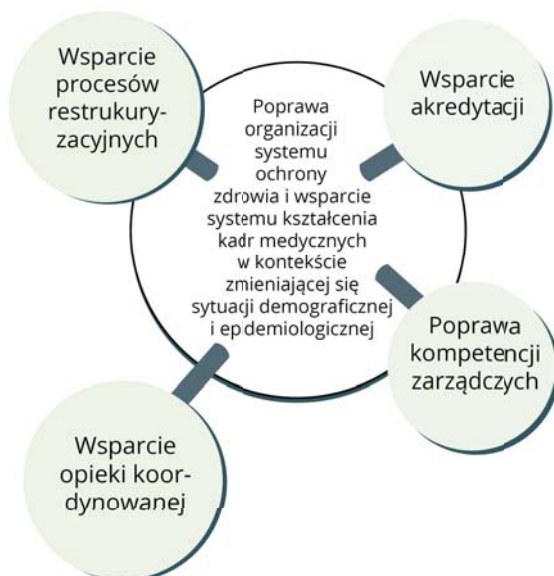 Wsparcie
procesów
restrukury-
zacyjnych
Wsparcie
akredytacji
Poprawa
organizacji
systemu
ochrony
zdrowia i wsparcie
systemu kształcenia
kadr medycznych
w kontekście
zmieniającej się
sytuacji demograficznej
i epidemiologicznej
Poprawa
kompetencji
zarządczych
Wsparcie
opieki koor-
dynowanej